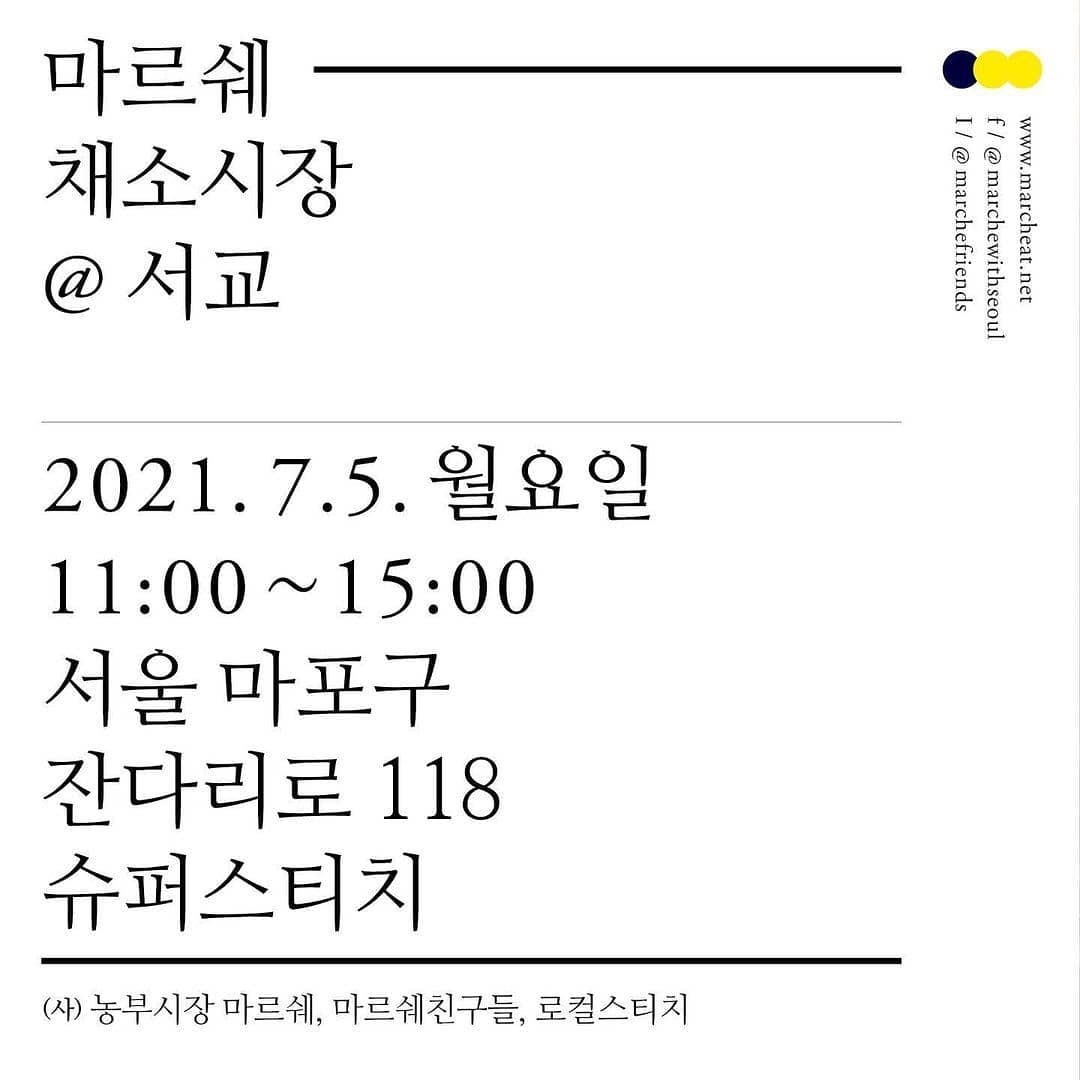 마르쉐
채소시장
@ 서교
www.marcheat.net
f / @marchewithseoul
I / @marchefriends
2021. 7.5. 월요일
11:00 ~ 15:00
서울 마포구
잔다리로 118
슈퍼스티치
(사) 농부시장 마르쉐, 마르쉐친구들, 로컬스티치